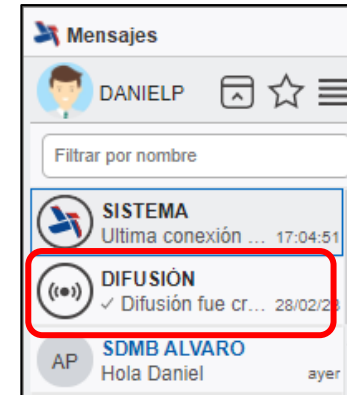 Mensajes
DANIELP
Filtrar por nombre
SISTEMA
Ultima conexión ... 17:04:51
DIFUSIÓN
✓ Difusión fue cr... 28/02/23
AP SDMB ALVARO
Hola Daniel ayer